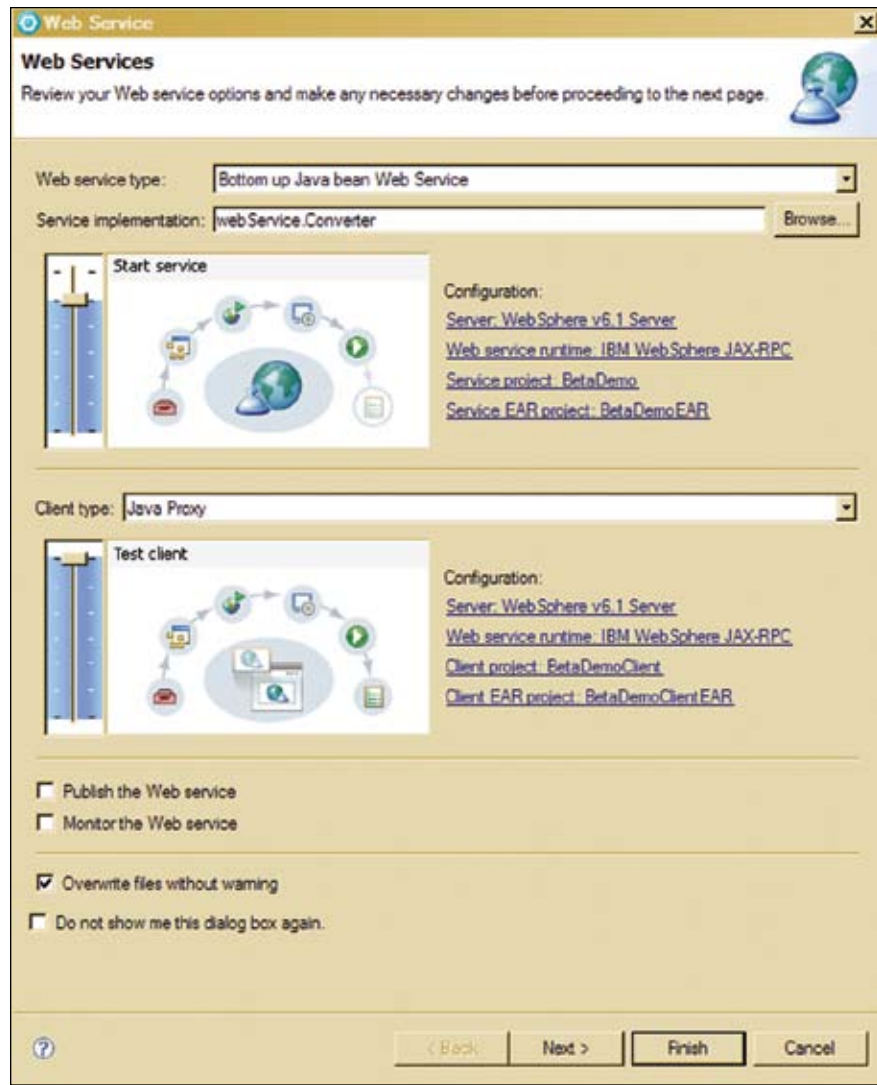 Web Service
Web Services
Review your Web service options and make any necessary changes before proceeding to the next page.
Web service type: Bottom up Java bean Web Service
Service implementation: webService.Converter Browse...
Start service
Configuration:
Server: WebSphere v6.1 Server
Web service runtime: IBM WebSphere JAX-RPC
Service project: BetaDemo
Service EAR project: BetaDemoEAR
Client type: Java Proxy
Test client
Configuration:
Server: WebSphere v6.1 Server
Web service runtime: IBM WebSphere JAX-RPC
Client project: BetaDemoClient
Client EAR project: BetaDemoClientEAR
Publish the Web service
Monitor the Web service
Overwrite files without warning
Do not show me this dialog box again.
? < Back Next > Finish Cancel